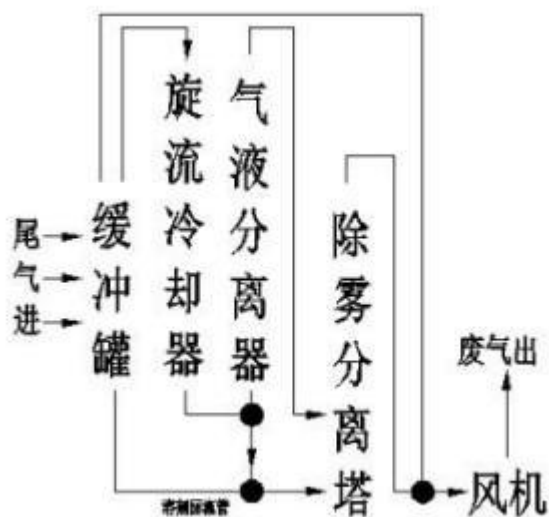 尾气进
缓冲罐
旋流冷却器
气液分离器
除雾分离塔
废气出
风机